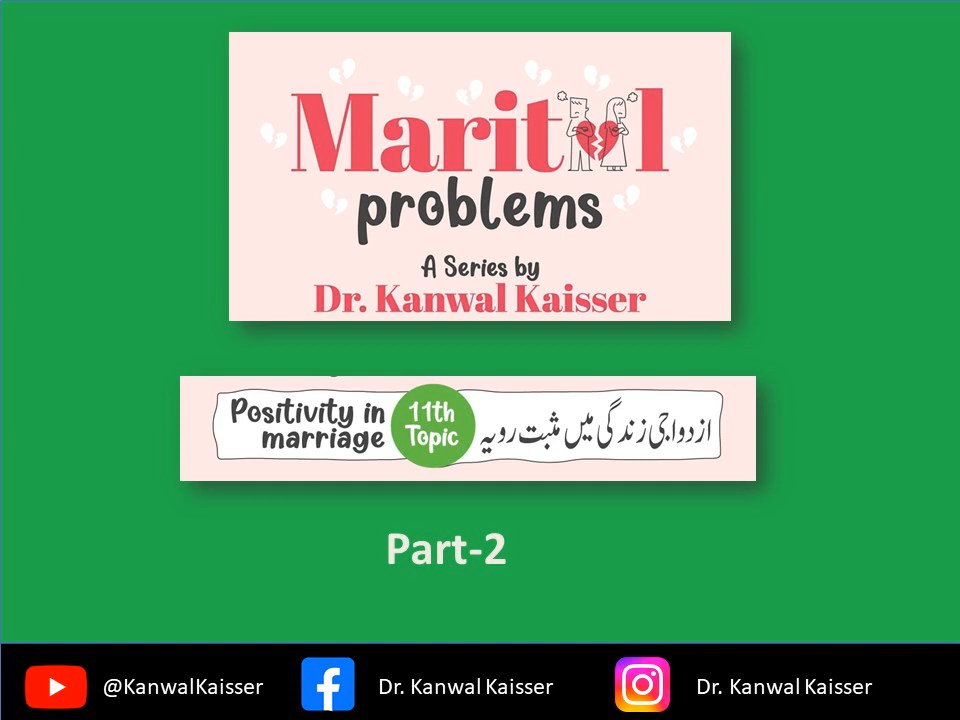 Marital
problems
A Series by
Dr. Kanwal Kaisser
Positivity in
marriage
11th
Topic
ازدواجی زندگی میں مثبت رویہ
Part-2
@KanwalKaisser
Dr. Kanwal Kaisser
Dr. Kanwal Kaisser